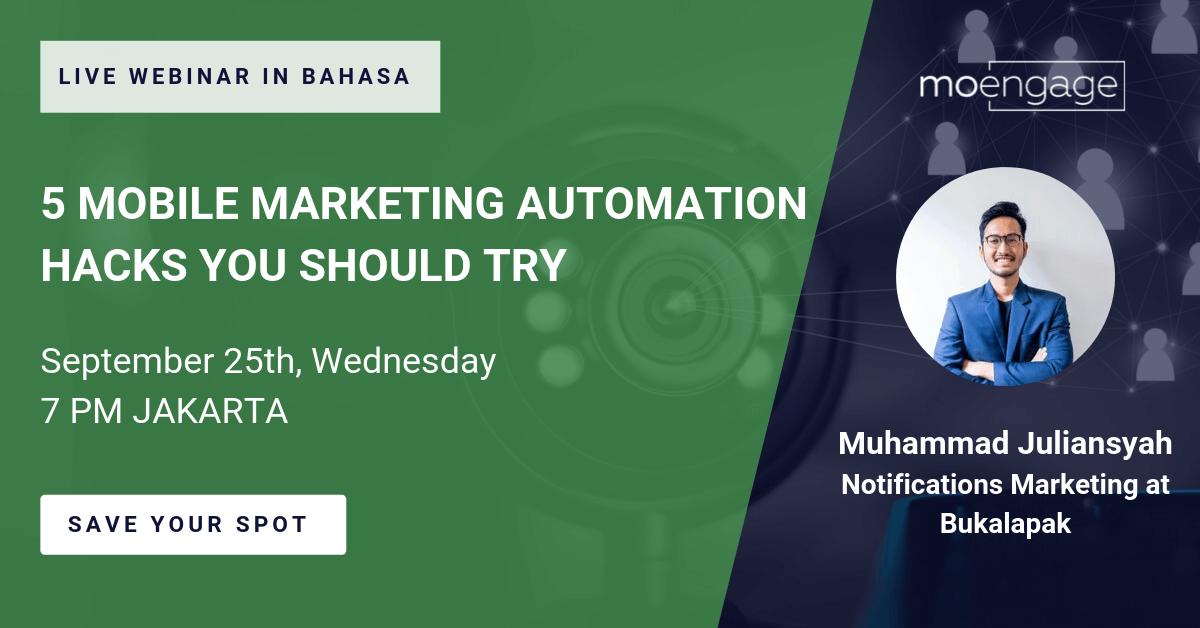 LIVE WEBINAR IN BAHASA
5 MOBILE MARKETING AUTOMATION
HACKS YOU SHOULD TRY
September 25th, Wednesday
7 PM JAKARTA
SAVE YOUR SPOT
moengage
Muhammad Juliansyah
Notifications Marketing at
Bukalapak